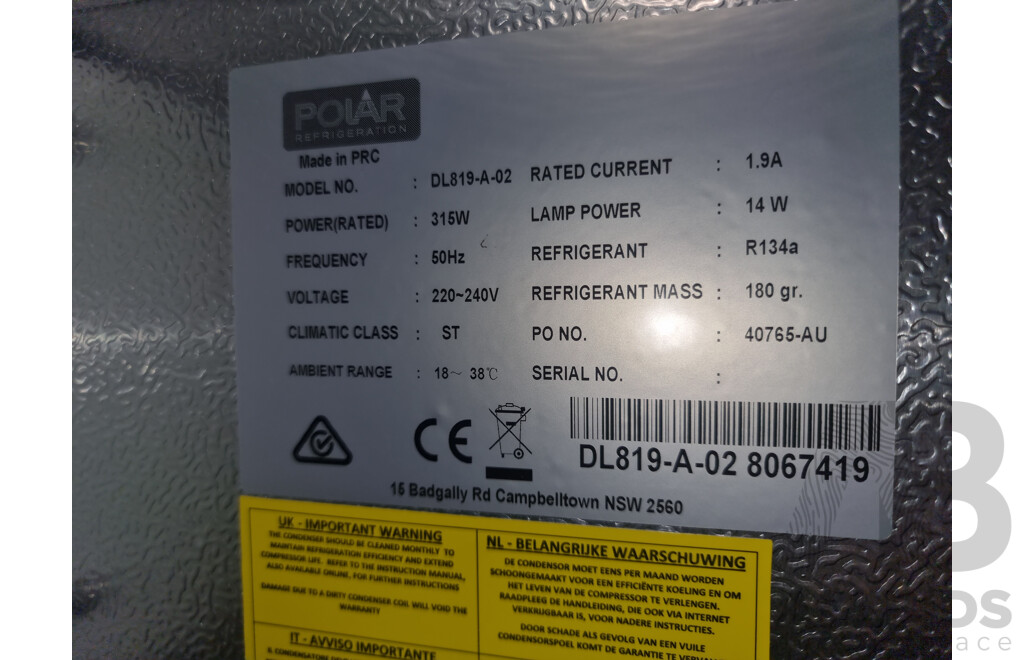 POLAR
REFRIGERATION
Made in PRC
MODEL NO. : DL819-A-02
POWER(RATED) : 315W
FREQUENCY : 50Hz
VOLTAGE : 220~240V
CLIMATIC CLASS : ST
AMBIENT RANGE : 18~ 38℃
RATED CURRENT : 1.9A
LAMP POWER : 14 W
REFRIGERANT : R134a
REFRIGERANT MASS : 180 gr.
PO NO. : 40765-AU
SERIAL NO. :
CE
DL819-A-02 8067419
15 Badgally Rd Campbelltown NSW 2560
UK - IMPORTANT WARNING
THE CONDENSER SHOULD BE CLEANED MONTHLY TO
MAINTAIN REFRIGERATION EFFICIENCY AND EXTEND
COMPRESSOR LIFE. REFER TO THE INSTRUCTION MANUAL,
ALSO AVAILABLE ONLINE, FOR FURTHER INSTRUCTIONS
DAMAGE DUE TO A DIRTY CONDENSER COIL WILL VOID THE
WARRANTY
IT - AVVISO IMPORTANTE
NL - BELANGRIJKE WAARSCHUWING
DE CONDENSOR MOET EENS PER MAAND WORDEN
SCHOONGEMAAKT VOOR EEN EFFICIËNTE KOELING EN OM
HET LEVEN VAN DE COMPRESSOR TE VERLENGEN.
RAADPLEEG DE HANDLEIDING, DIE OOK VIA INTERNET
VERKRIJGBAAR IS, VOOR NADERE INSTRUCTIES.
DOOR SCHADE ALS GEVOLG VAN EEN VUILE
CONDENSORSPOEL KOMT DE GARANTIE TE